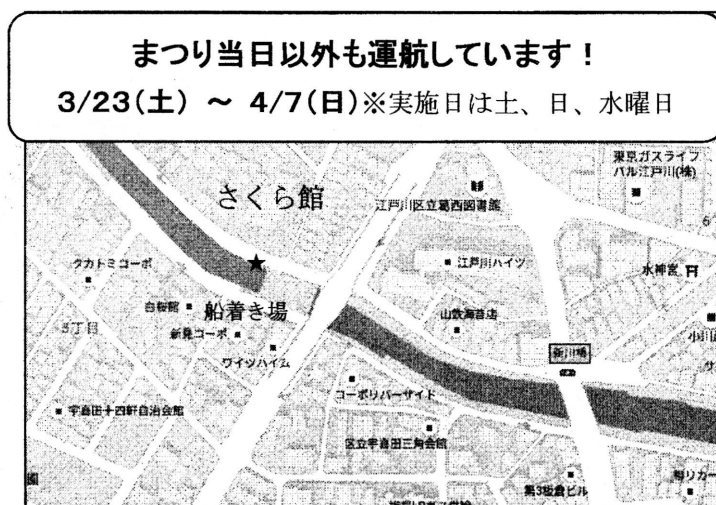 まつり当日以外も運航しています！
3/23(土) ～ 4/7(日)※実施日は土、日、水曜日
東京ガスライフ
バル江戸川(株)
さくら館
江戸川区立葛西図書館
タカトミコーポ
江戸川ハイツ
水神宮
白桜館
船着き場
山鉄海苔店
新見コーポ
ワイツハイム
新川橋
コーポリバーサイド
宇喜田十四軒自治会館
区立宇喜田三角会館
第3板倉ビル